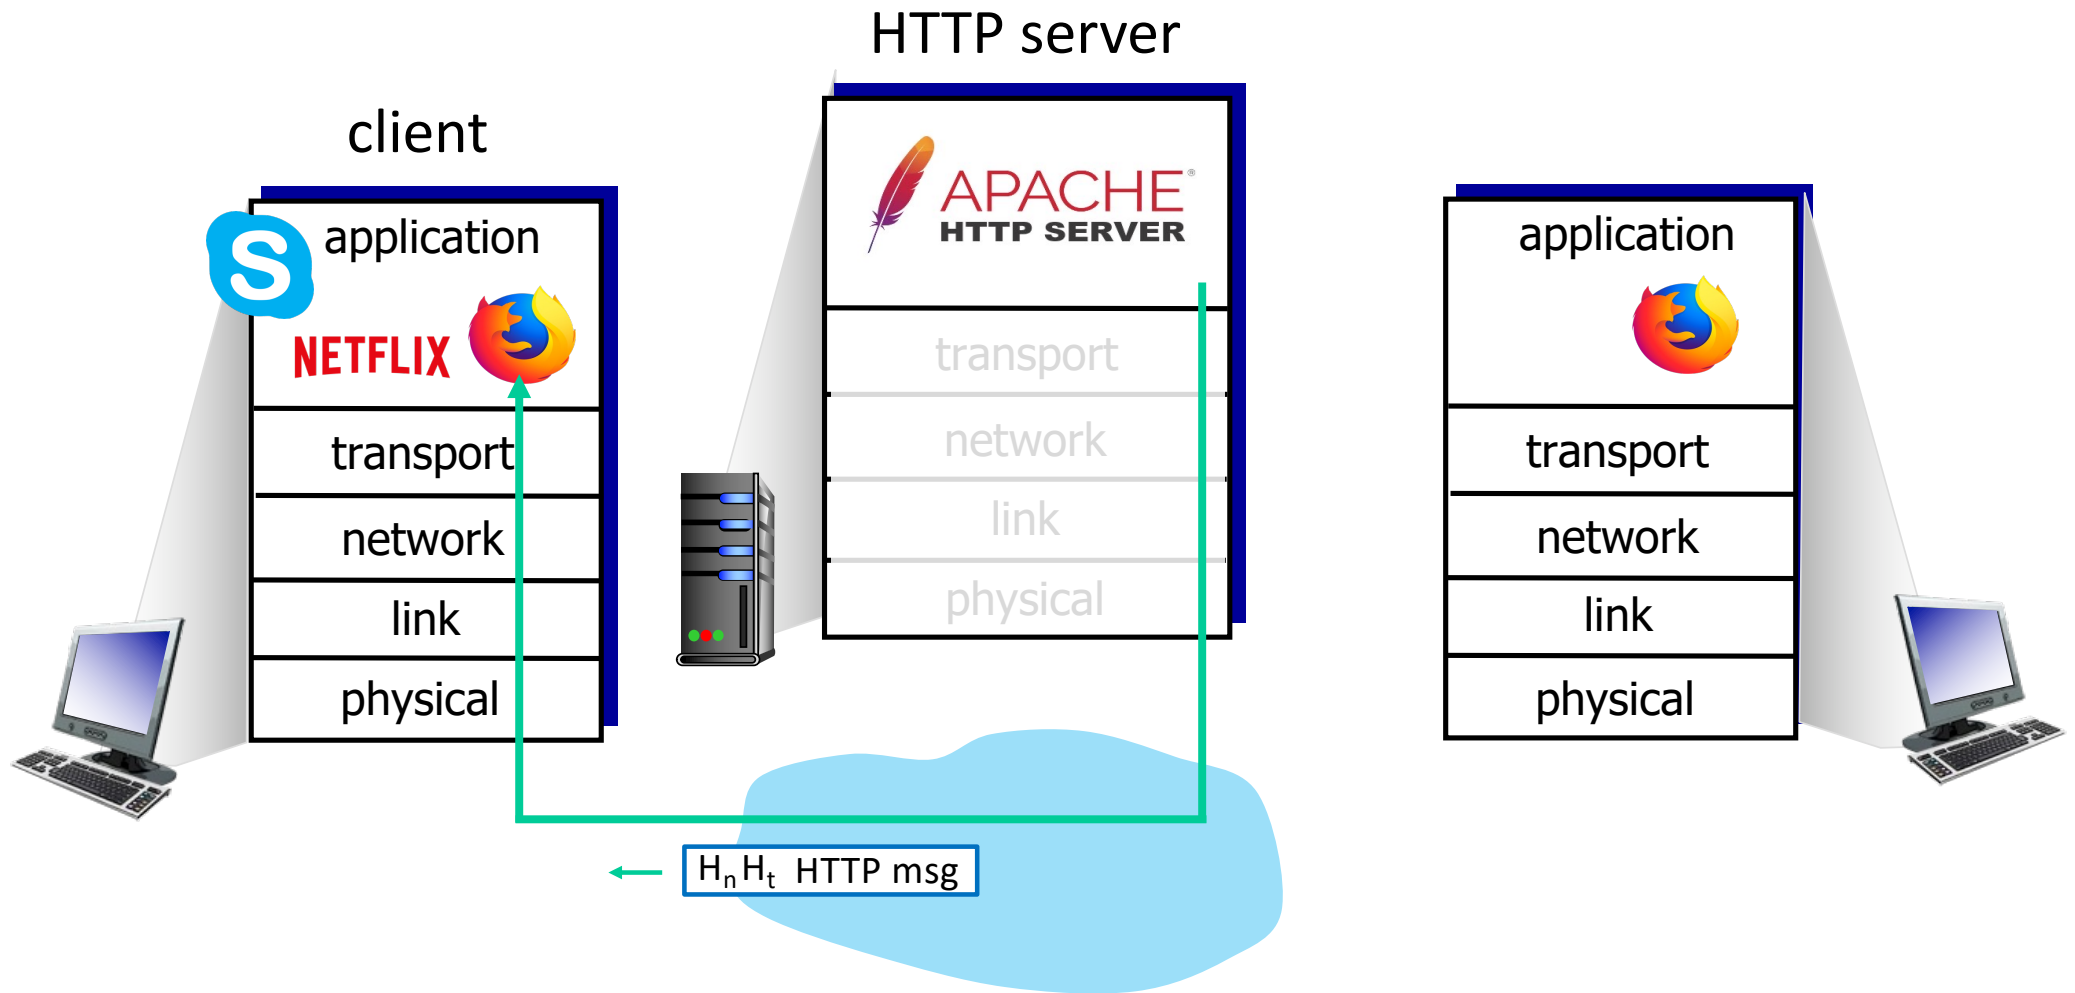 HTTP server
client
S
application
NETFLIX
transport
network
link
physical
APACHE®
HTTP SERVER
transport
network
link
physical
application
transport
network
link
physical
HnHt HTTP msg